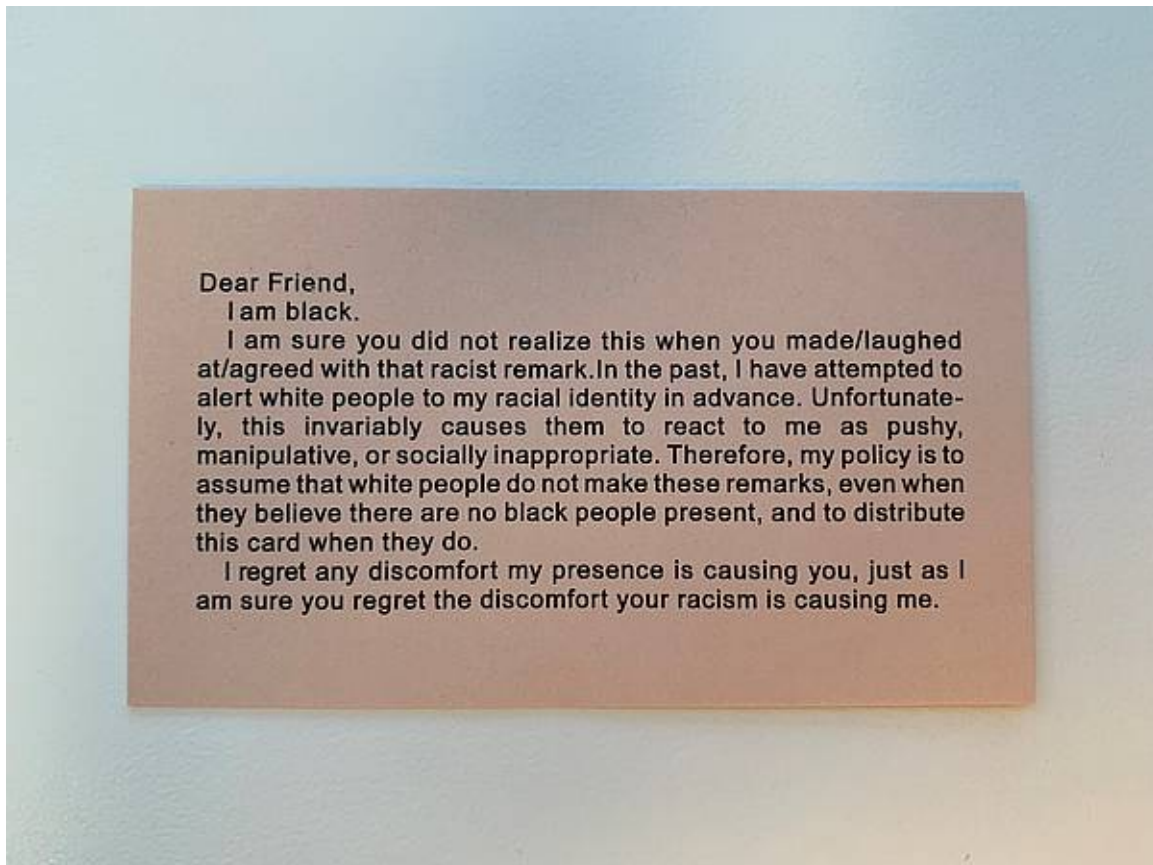 Dear Friend,
I am black.
I am sure you did not realize this when you made/laughed
at/agreed with that racist remark.In the past, I have attempted to
alert white people to my racial identity in advance. Unfortunate-
ly, this invariably causes them to react to me as pushy,
manipulative, or socially inappropriate. Therefore, my policy is to
assume that white people do not make these remarks, even when
they believe there are no black people present, and to distribute
this card when they do.
I regret any discomfort my presence is causing you, just as I
am sure you regret the discomfort your racism is causing me.